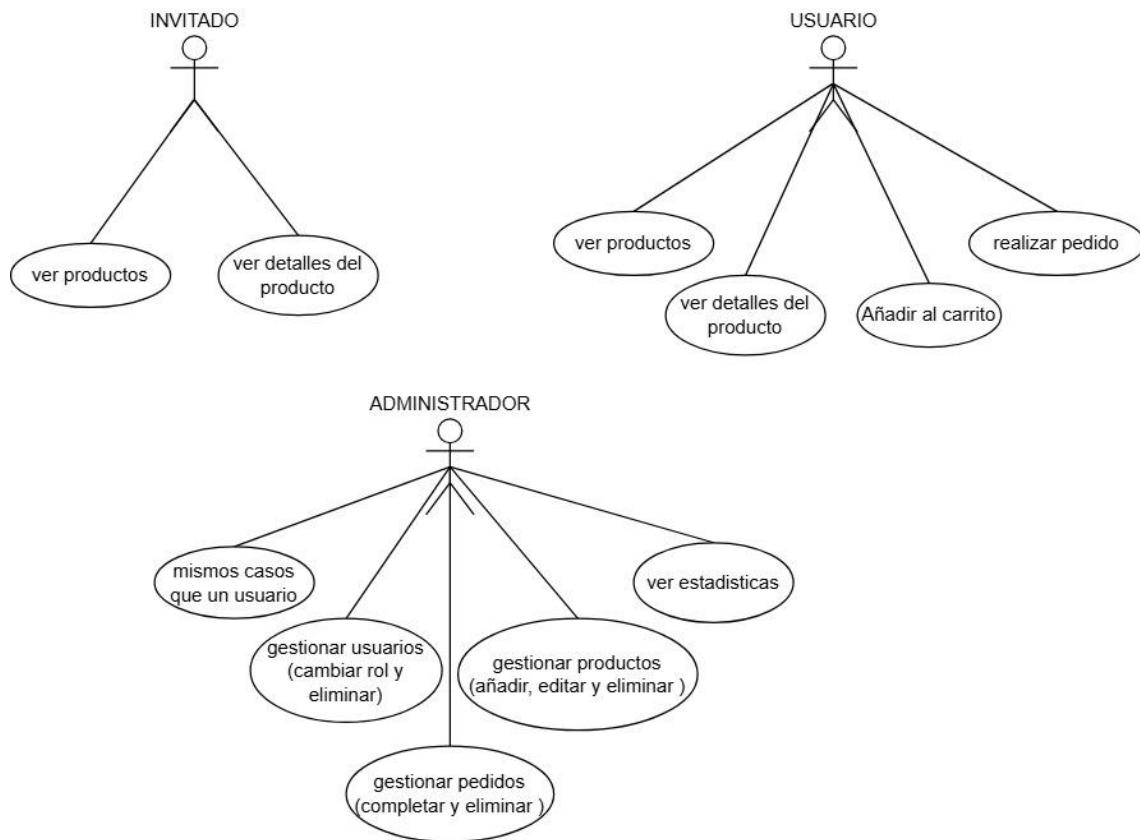 INVITADO
USUARIO
ver productos
ver detalles del
producto
ver productos
ver detalles del
producto
Añadir al carrito
realizar pedido
ADMINISTRADOR
mismos casos
que un usuario
gestionar usuarios
(cambiar rol y
eliminar)
gestionar pedidos
(completar y eliminar )
gestionar productos
(añadir, editar y eliminar )
ver estadisticas